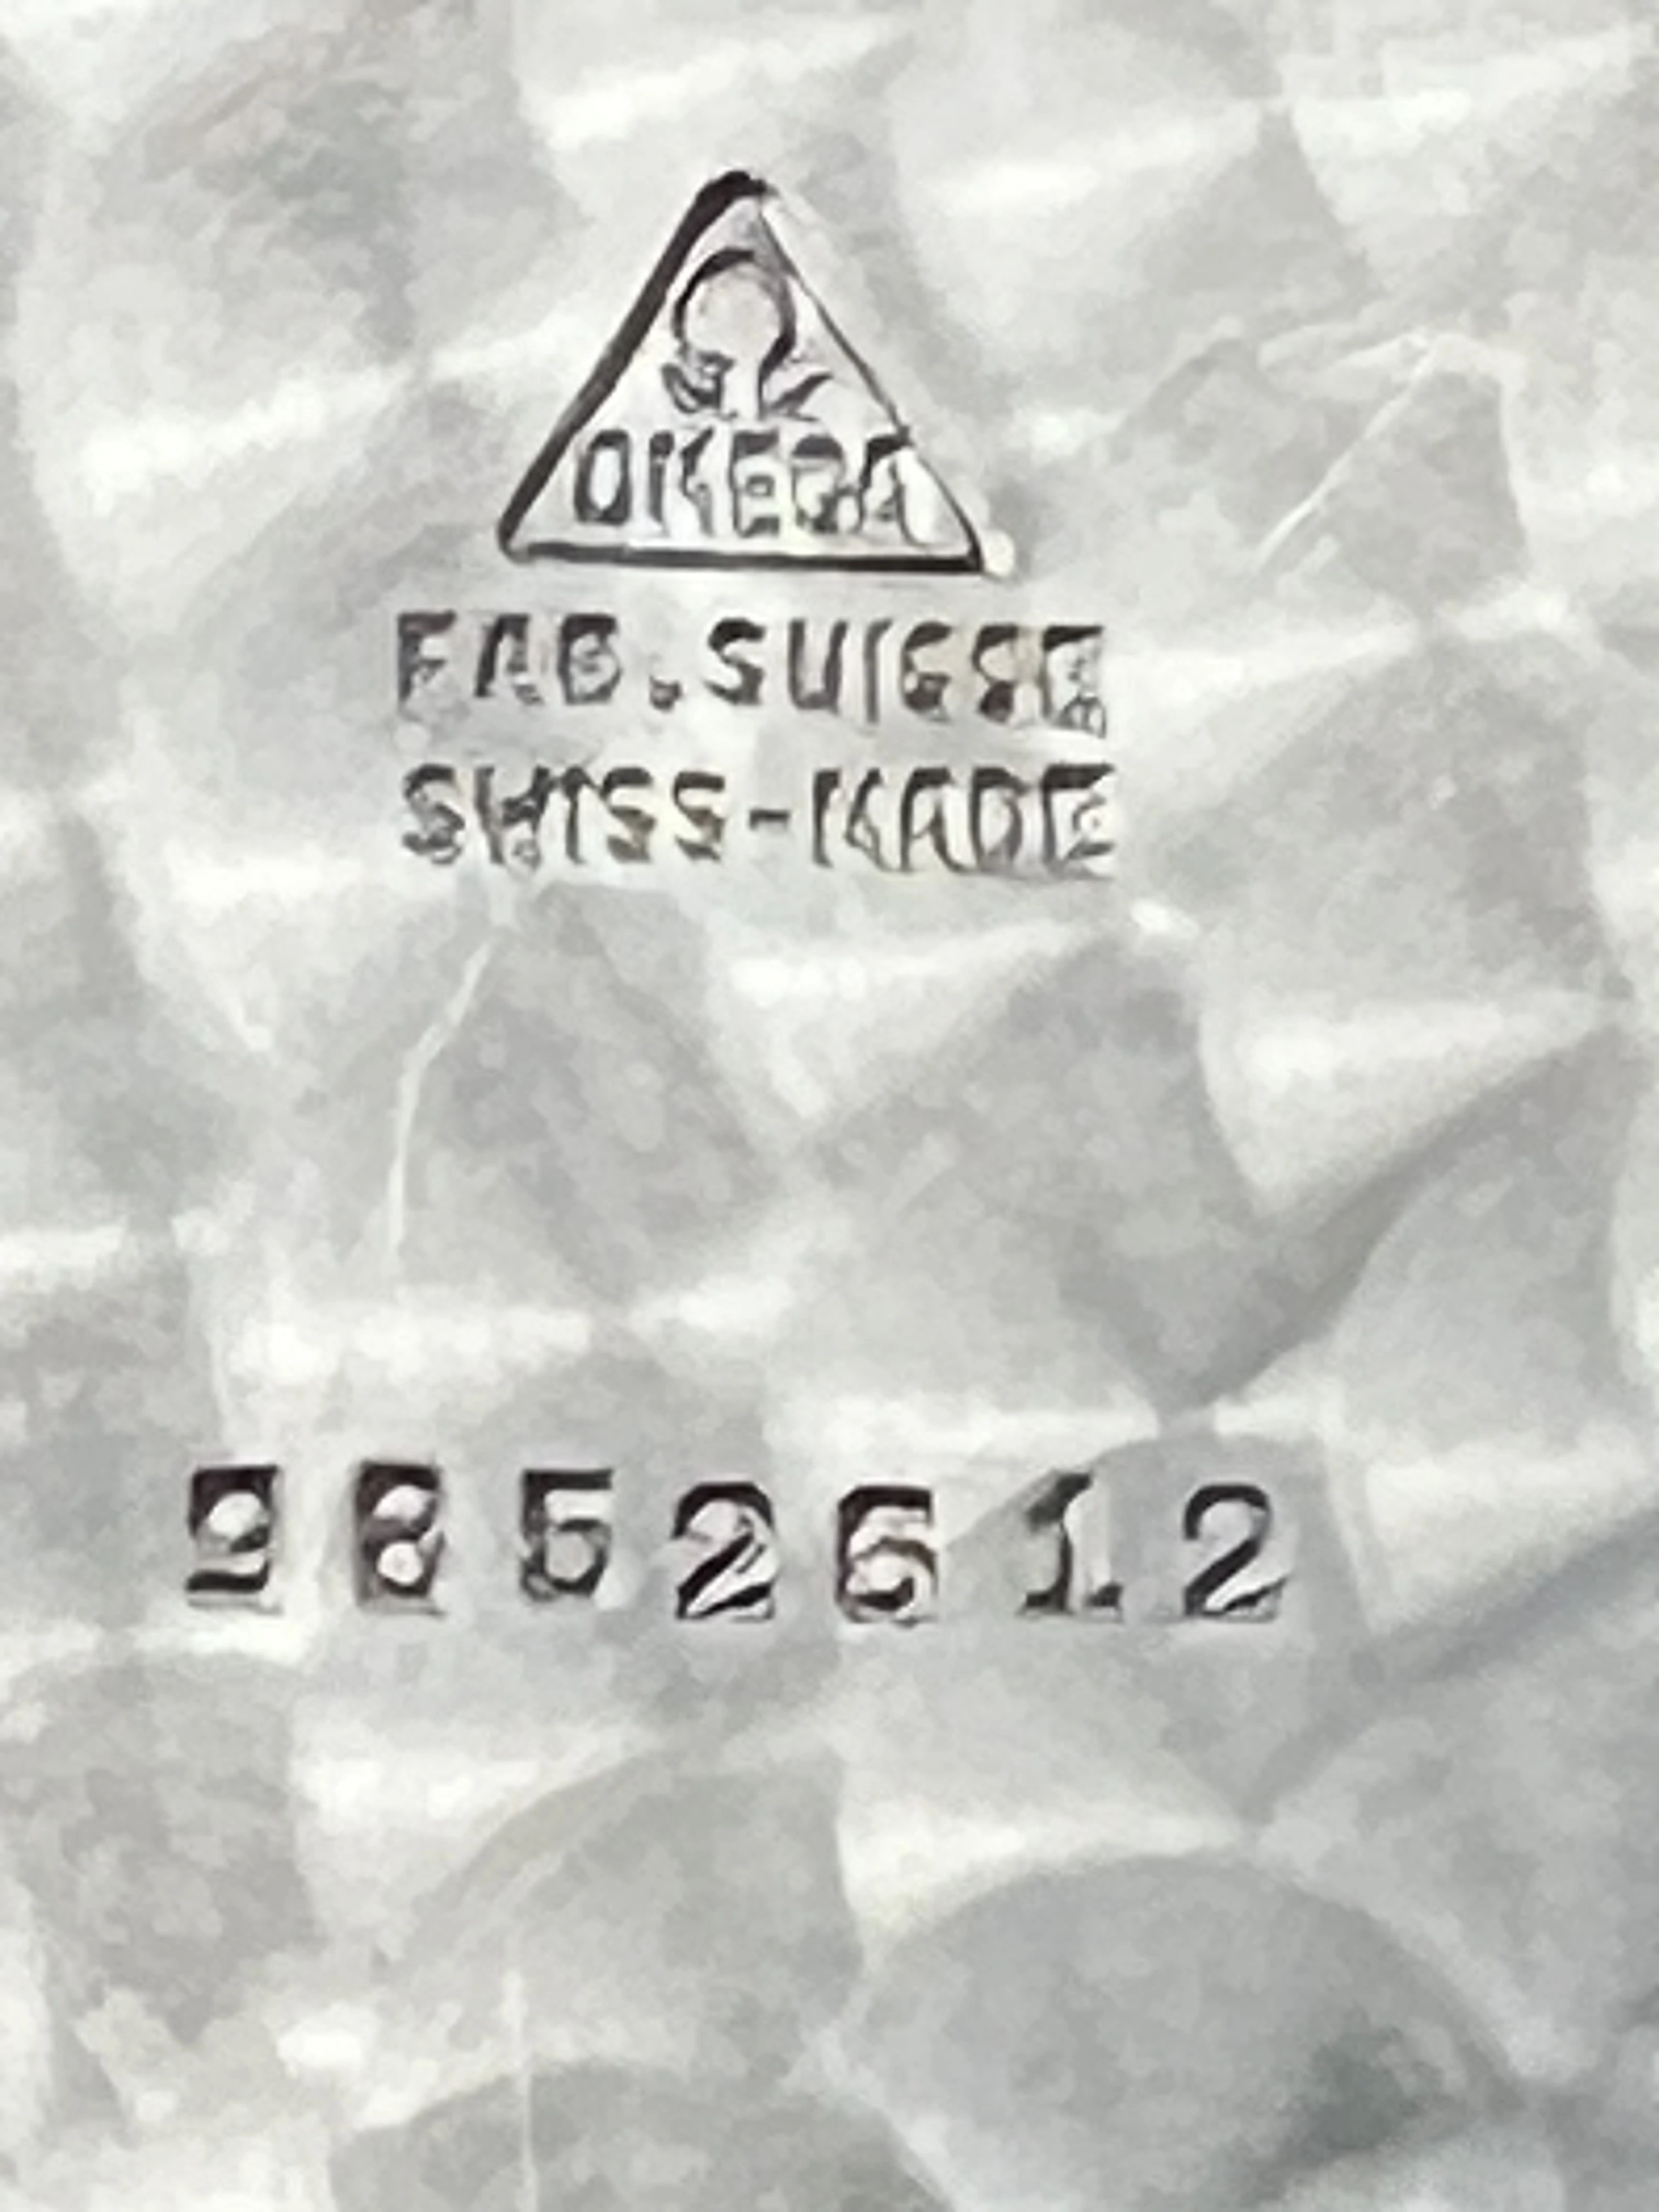 Ω
OMEGA
FAB.SUISSE
SWISS-MADE
9852612